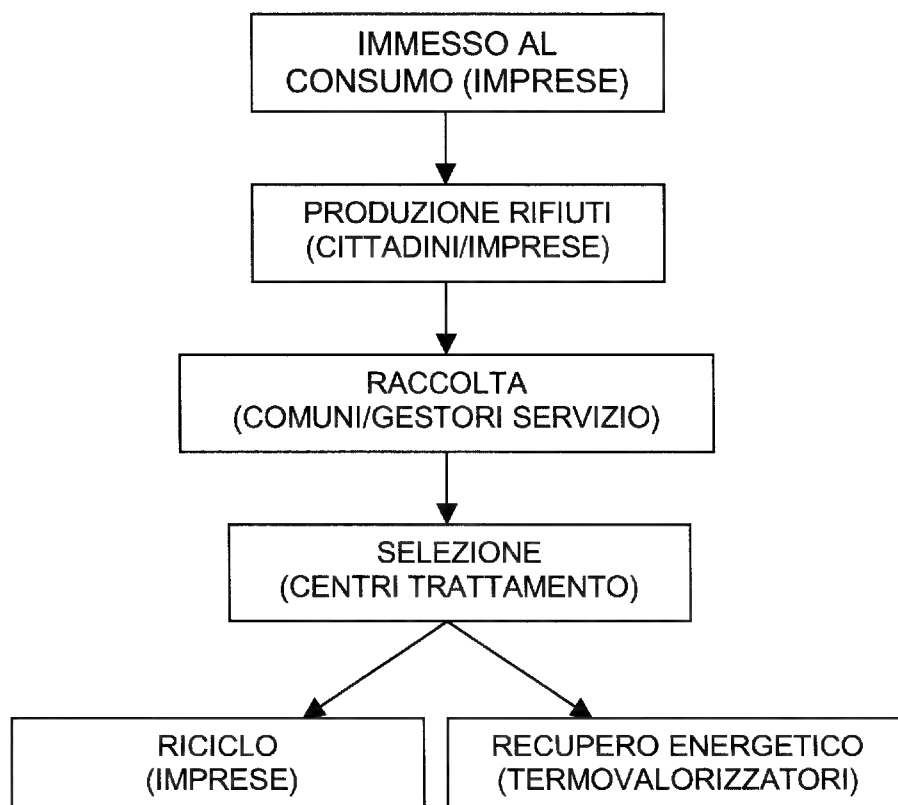 IMMESSO AL
CONSUMO (IMPRESE)
PRODUZIONE RIFIUTI
(CITTADINI/IMPRESE)
RACCOLTA
(COMUNI/GESTORI SERVIZIO)
SELEZIONE
(CENTRI TRATTAMENTO)
RICICLO
(IMPRESE)
RECUPERO ENERGETICO
(TERMOVALORIZZATORI)